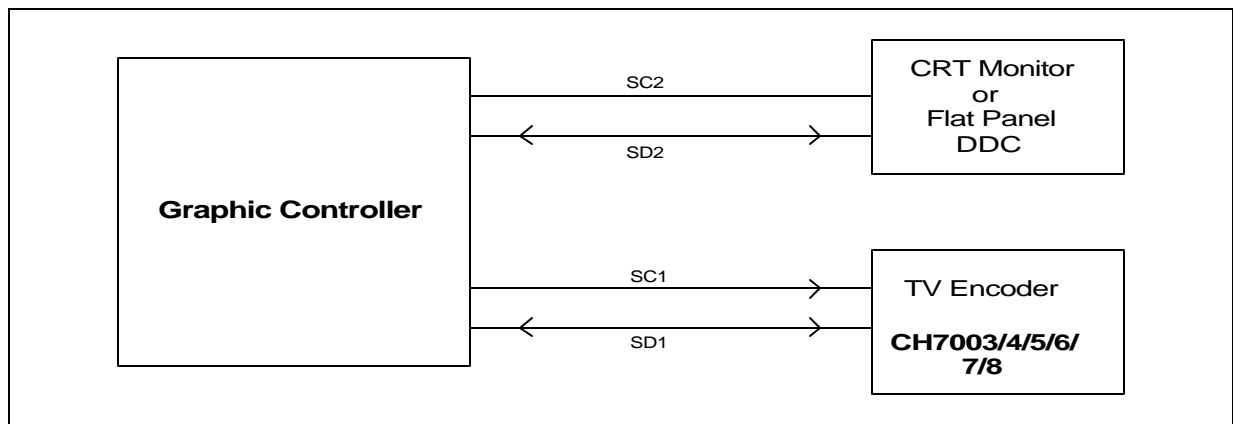 SC2
CRT Monitor
or
Flat Panel
DDC
SD2
Graphic Controller
SC1
TV Encoder
SD1
CH7003/4/5/6/
7/8